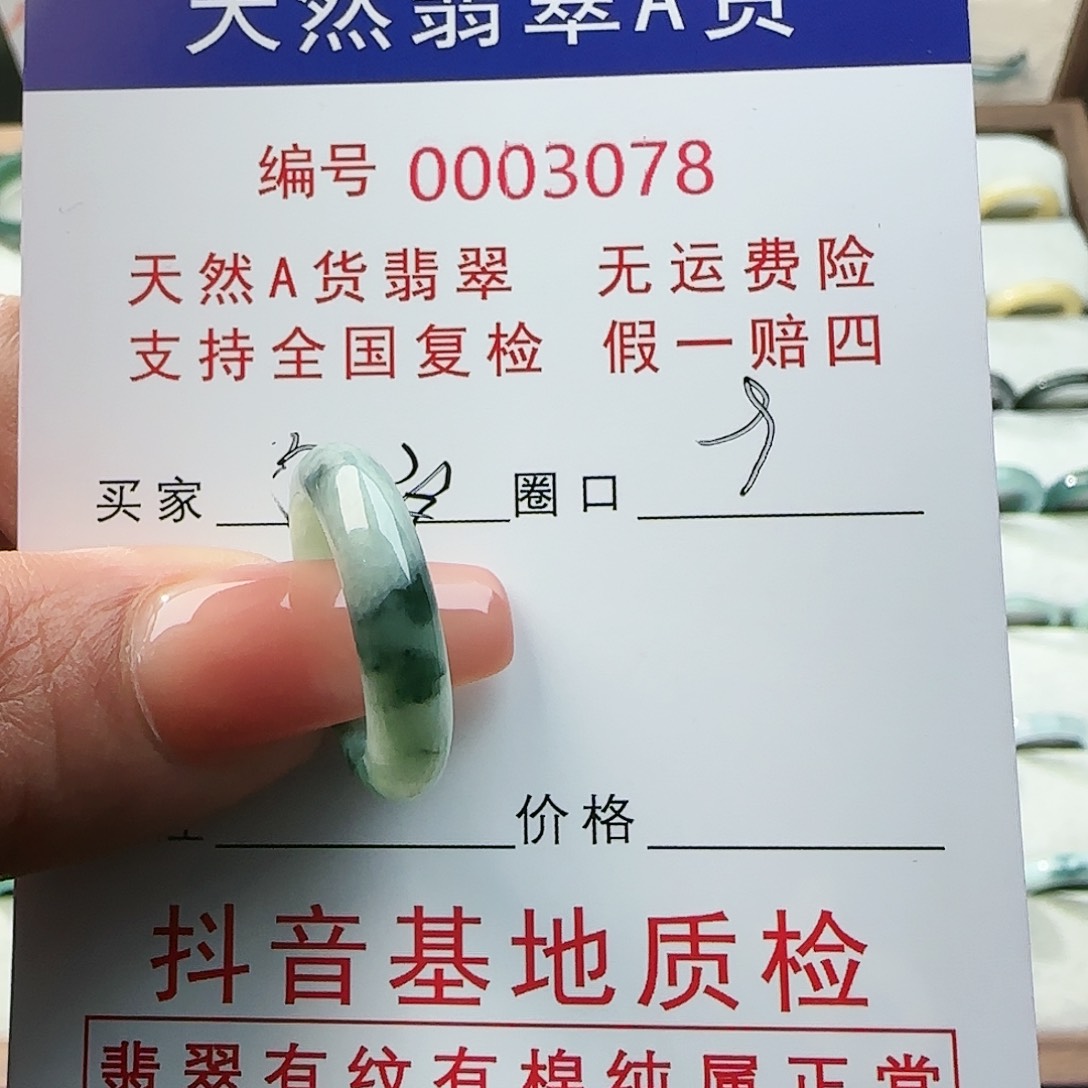 天然翡翠A货
编号 0003078
天然A货翡翠 无运费险
支持全国复检 假一赔四
买家 圈口
价格
抖音基地质检
翡翠有纹有棉纯属正常